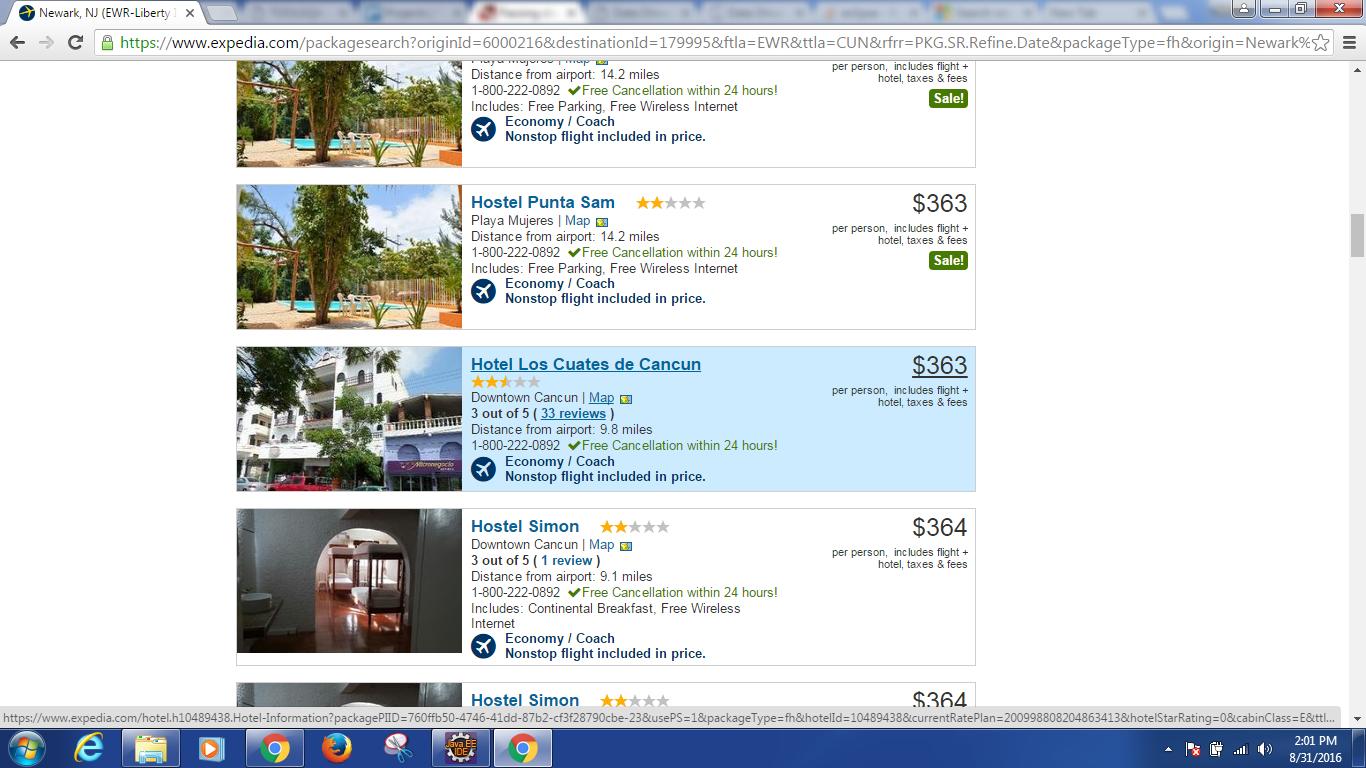 Newark, NJ (EWR-Liberty I
https://www.expedia.com/packagesearch?originId=6000216&destinationId=179995&ftla=EWR&ttla=CUN&rfrr=PKG.SR.Refine.Date&packageType=fh&origin=Newark%
Playa Mujeres | Map
Distance from airport: 14.2 miles
1-800-222-0892 ✔Free Cancellation within 24 hours!
Includes: Free Parking, Free Wireless Internet
Economy / Coach
Nonstop flight included in price.
per person, includes flight +
hotel, taxes & fees
Sale!
Hostel Punta Sam
Playa Mujeres | Map
Distance from airport: 14.2 miles
1-800-222-0892 ✔Free Cancellation within 24 hours!
Includes: Free Parking, Free Wireless Internet
Economy / Coach
Nonstop flight included in price.
$363
per person, includes flight +
hotel, taxes & fees
Sale!
Hotel Los Cuates de Cancun
Downtown Cancun | Map
3 out of 5 ( 33 reviews )
Distance from airport: 9.8 miles
1-800-222-0892 ✔Free Cancellation within 24 hours!
Economy / Coach
Nonstop flight included in price.
$363
per person, includes flight +
hotel, taxes & fees
Hostel Simon
Downtown Cancun | Map
3 out of 5 ( 1 review )
Distance from airport: 9.1 miles
1-800-222-0892 ✔Free Cancellation within 24 hours!
Includes: Continental Breakfast, Free Wireless
Internet
Economy / Coach
Nonstop flight included in price.
$364
per person, includes flight +
hotel, taxes & fees
Hostel Simon
$364
https://www.expedia.com/hotel.h10489438.Hotel-Information?packagePIID=760ffb50-4746-41dd-87b2-cf3f28790cbe-23&usePS=1&packageType=fh&hotelId=10489438&currentRatePlan=200998808204863413&hotelStarRating=0&cabinClass=E&ttl...
Java EE
IDE
2:01 PM
8/31/2016